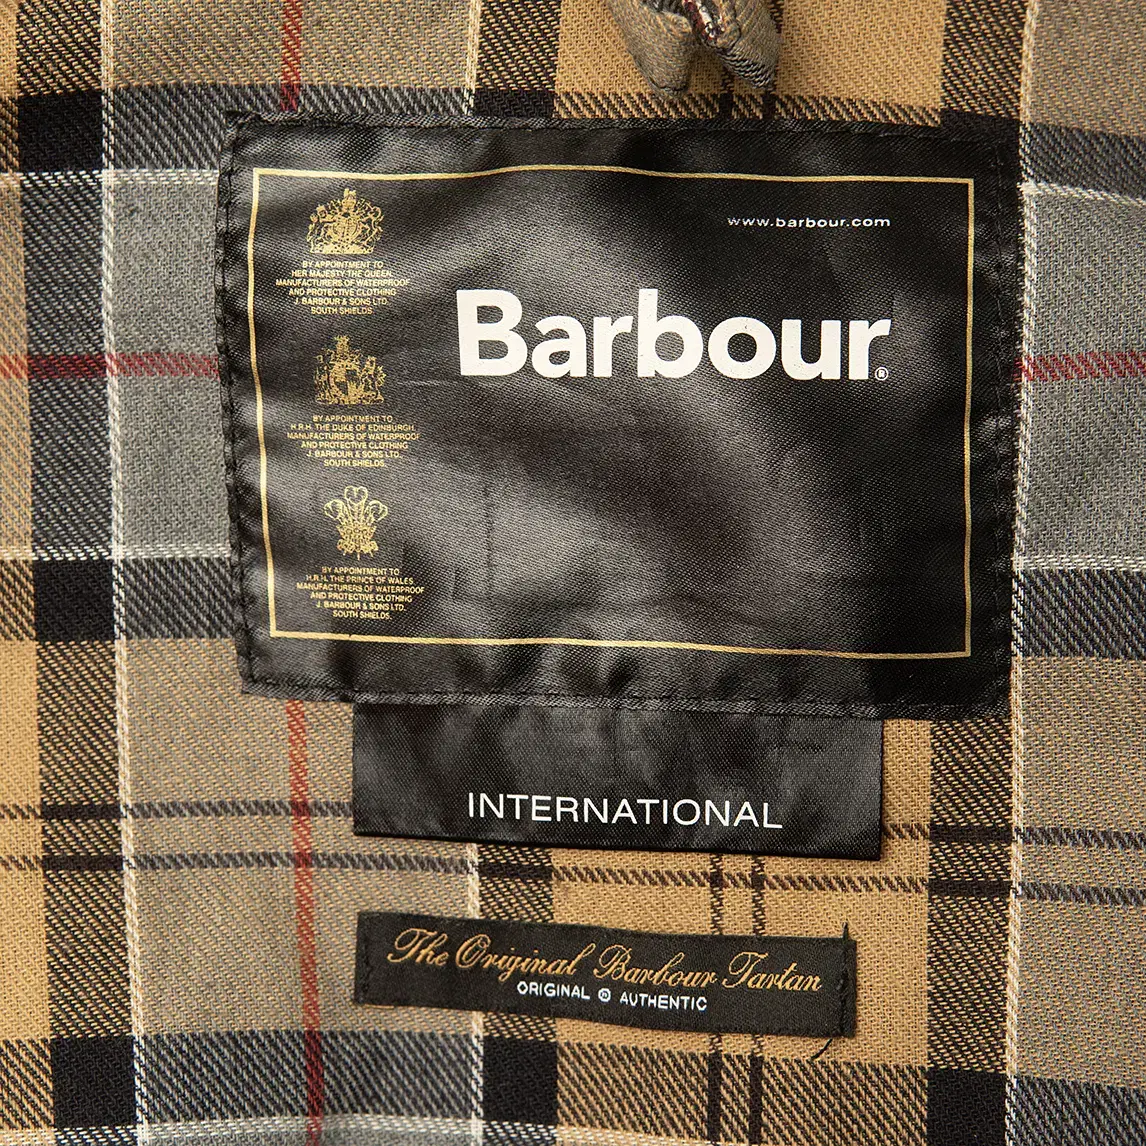 www.barbour.com
Barbour®
BY APPOINTMENT TO
HER MAJESTY THE QUEEN
MANUFACTURERS OF WATERPROOF
AND PROTECTIVE CLOTHING
J. BARBOUR & SONS LTD.
SOUTH SHIELDS.
BY APPOINTMENT TO
H.R.H. THE DUKE OF EDINBURGH.
MANUFACTURERS OF WATERPROOF
AND PROTECTIVE CLOTHING
J. BARBOUR & SONS LTD.
SOUTH SHIELDS.
BY APPOINTMENT TO
H.R.H. THE PRINCE OF WALES
MANUFACTURERS OF WATERPROOF
AND PROTECTIVE CLOTHING
J. BARBOUR & SONS LTD.
SOUTH SHIELDS.
INTERNATIONAL
The Original Barbour Tartan
ORIGINAL ® AUTHENTIC